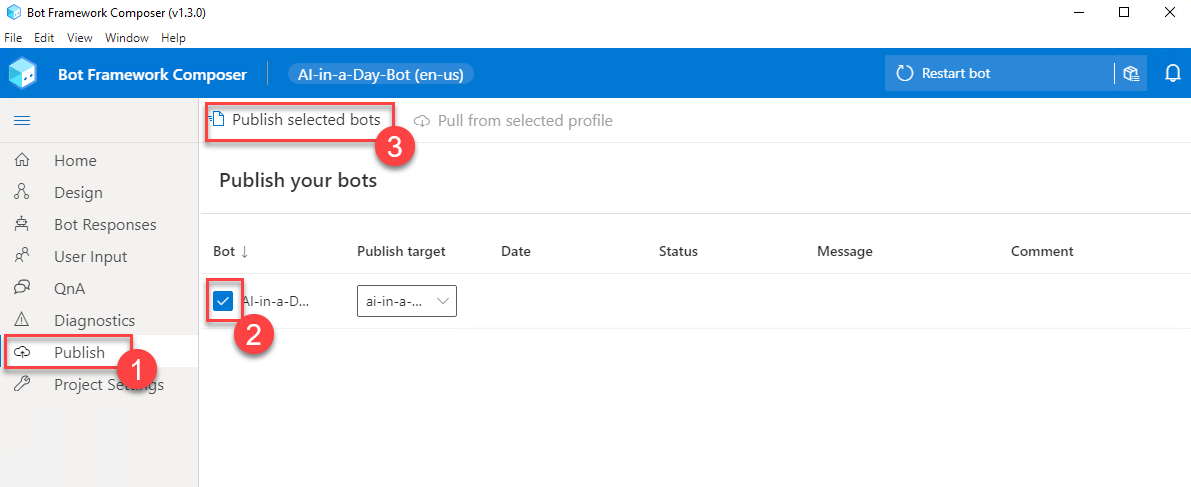 Bot Framework Composer (v1.3.0)
File Edit View Window Help
Bot Framework Composer AI-in-a-Day-Bot (en-us) Restart bot
Publish selected bots Pull from selected profile
3
Home
Publish your bots
Design
Bot Responses
User Input
QnA
Diagnostics
Publish
1
Project Settings
Bot ↓ Publish target Date Status Message Comment
AI-in-a-D... ai-in-a-...
2